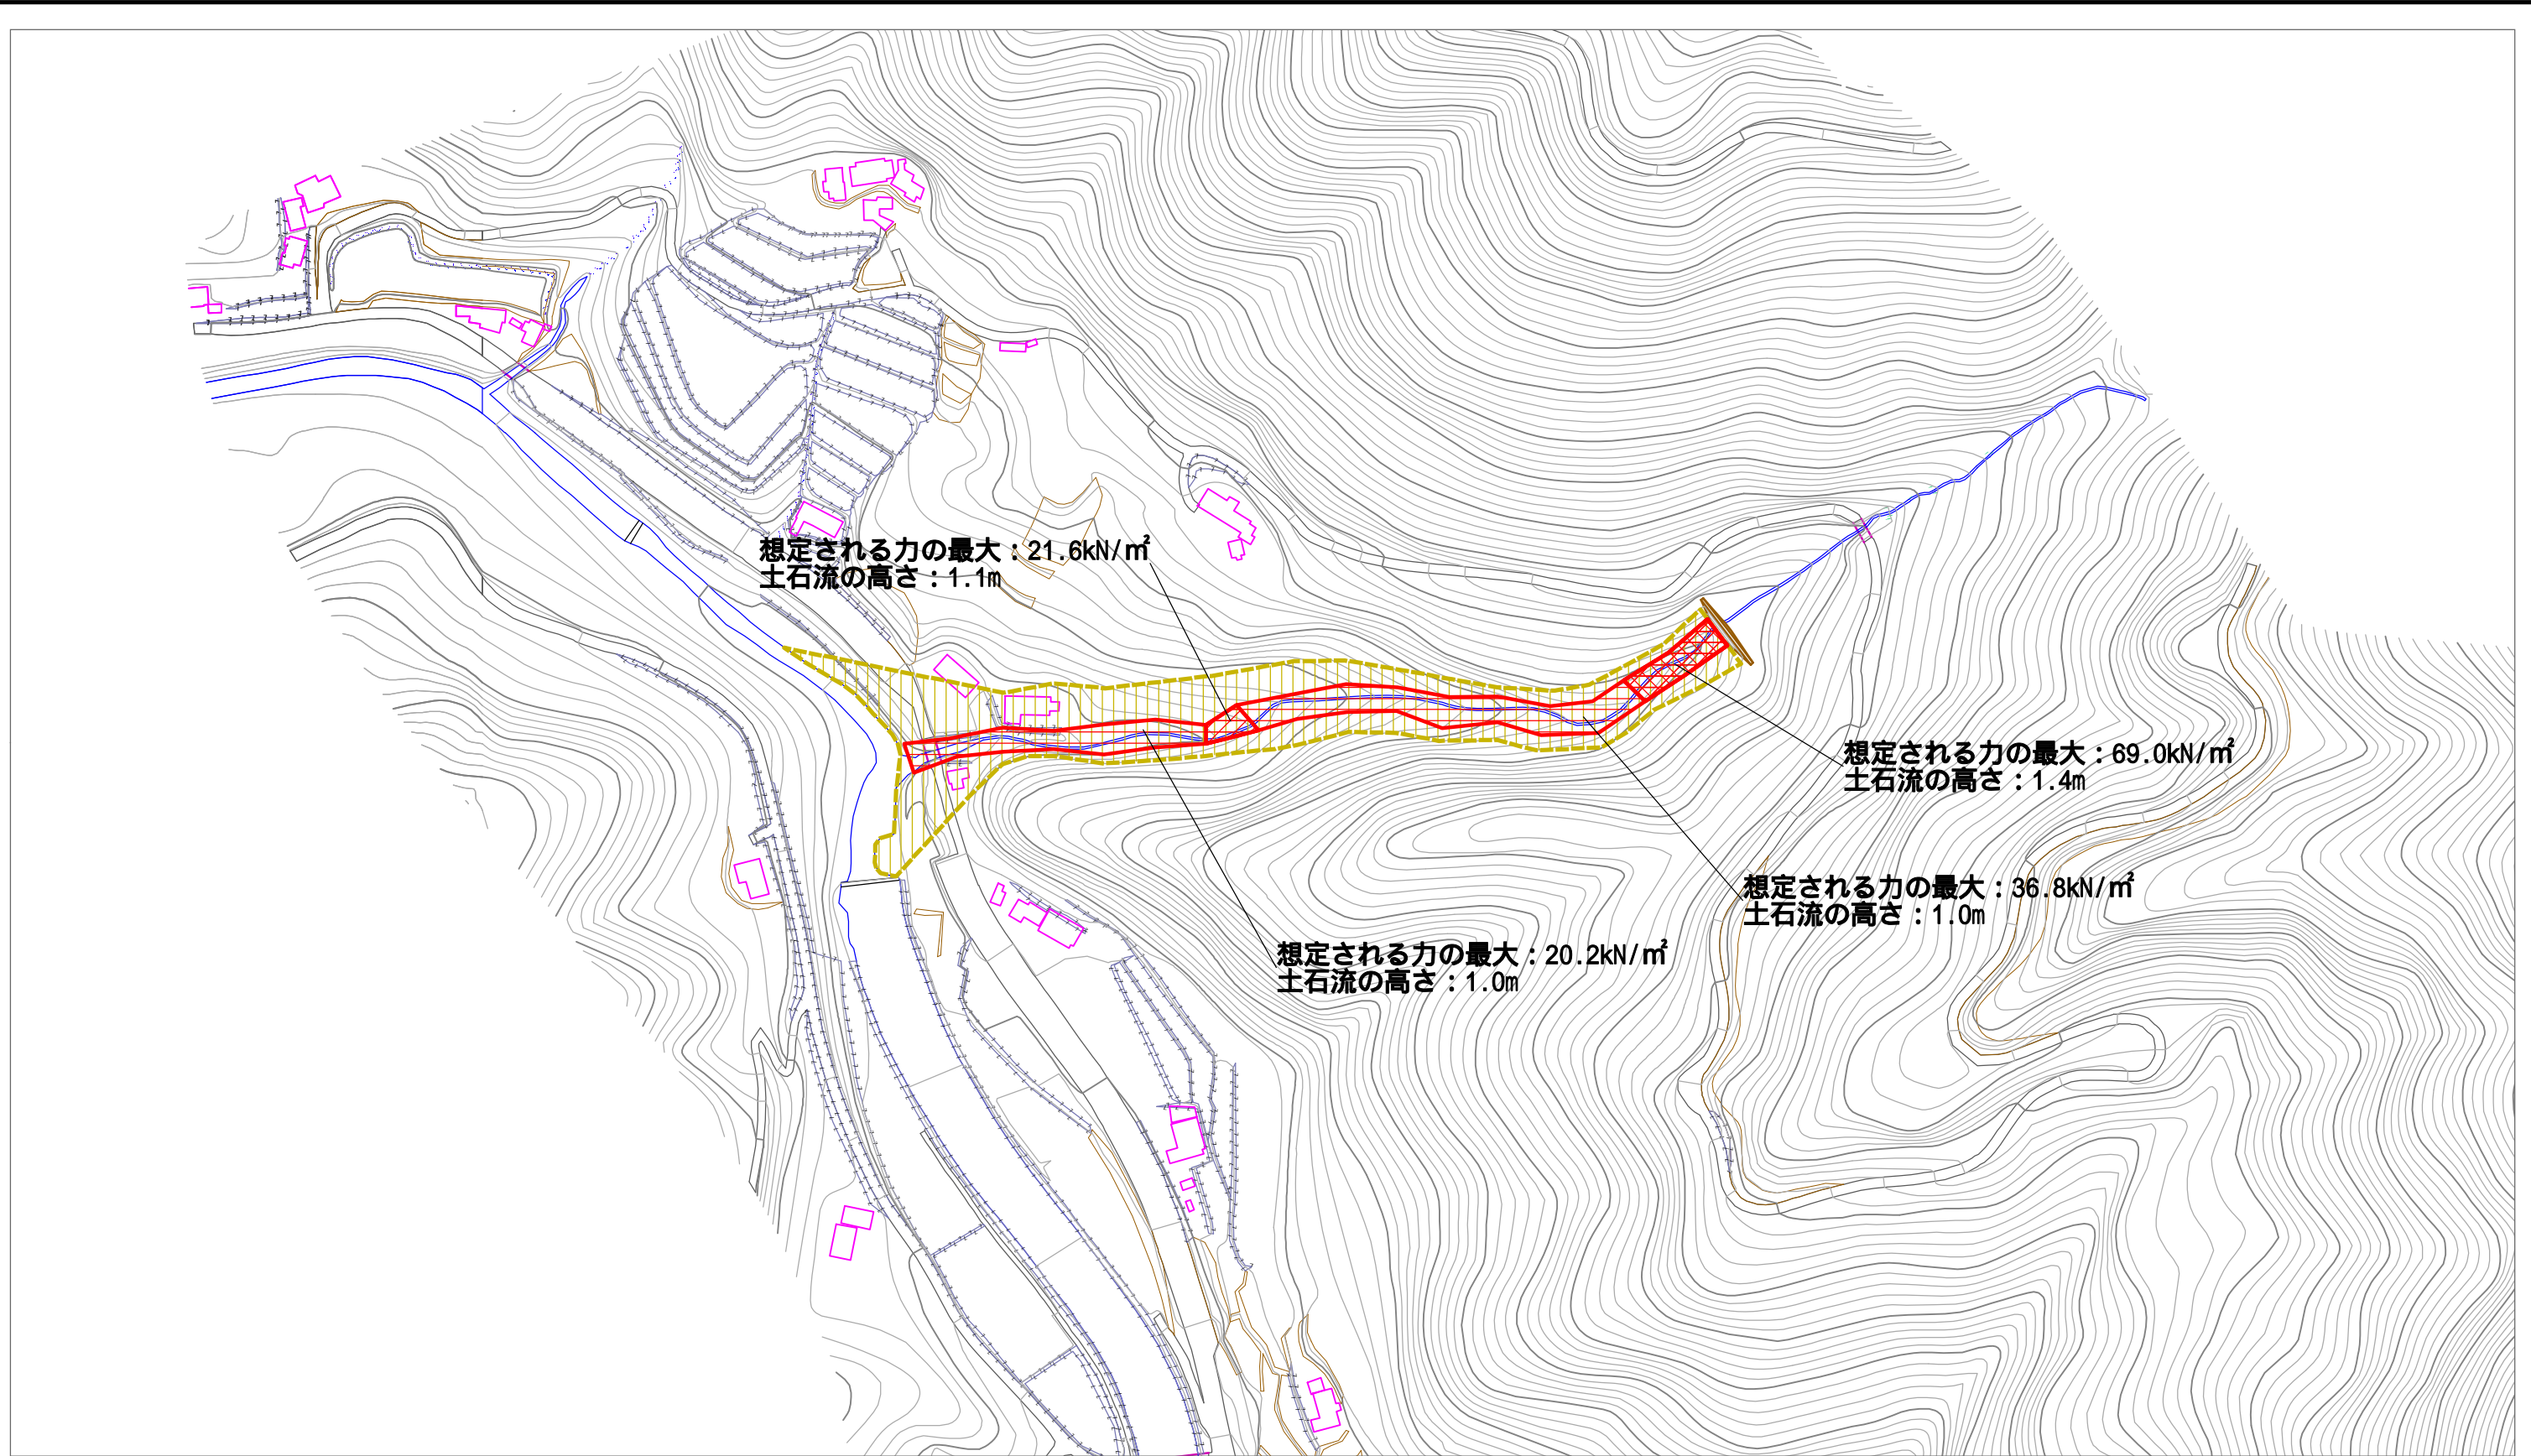 想定される力の最大：21.6kN/㎡
土石流の高さ：1.1m
想定される力の最大：69.0kN/㎡
土石流の高さ：1.4m
想定される力の最大：36.8kN/㎡
土石流の高さ：1.0m
想定される力の最大：20.2kN/㎡
土石流の高さ：1.0m